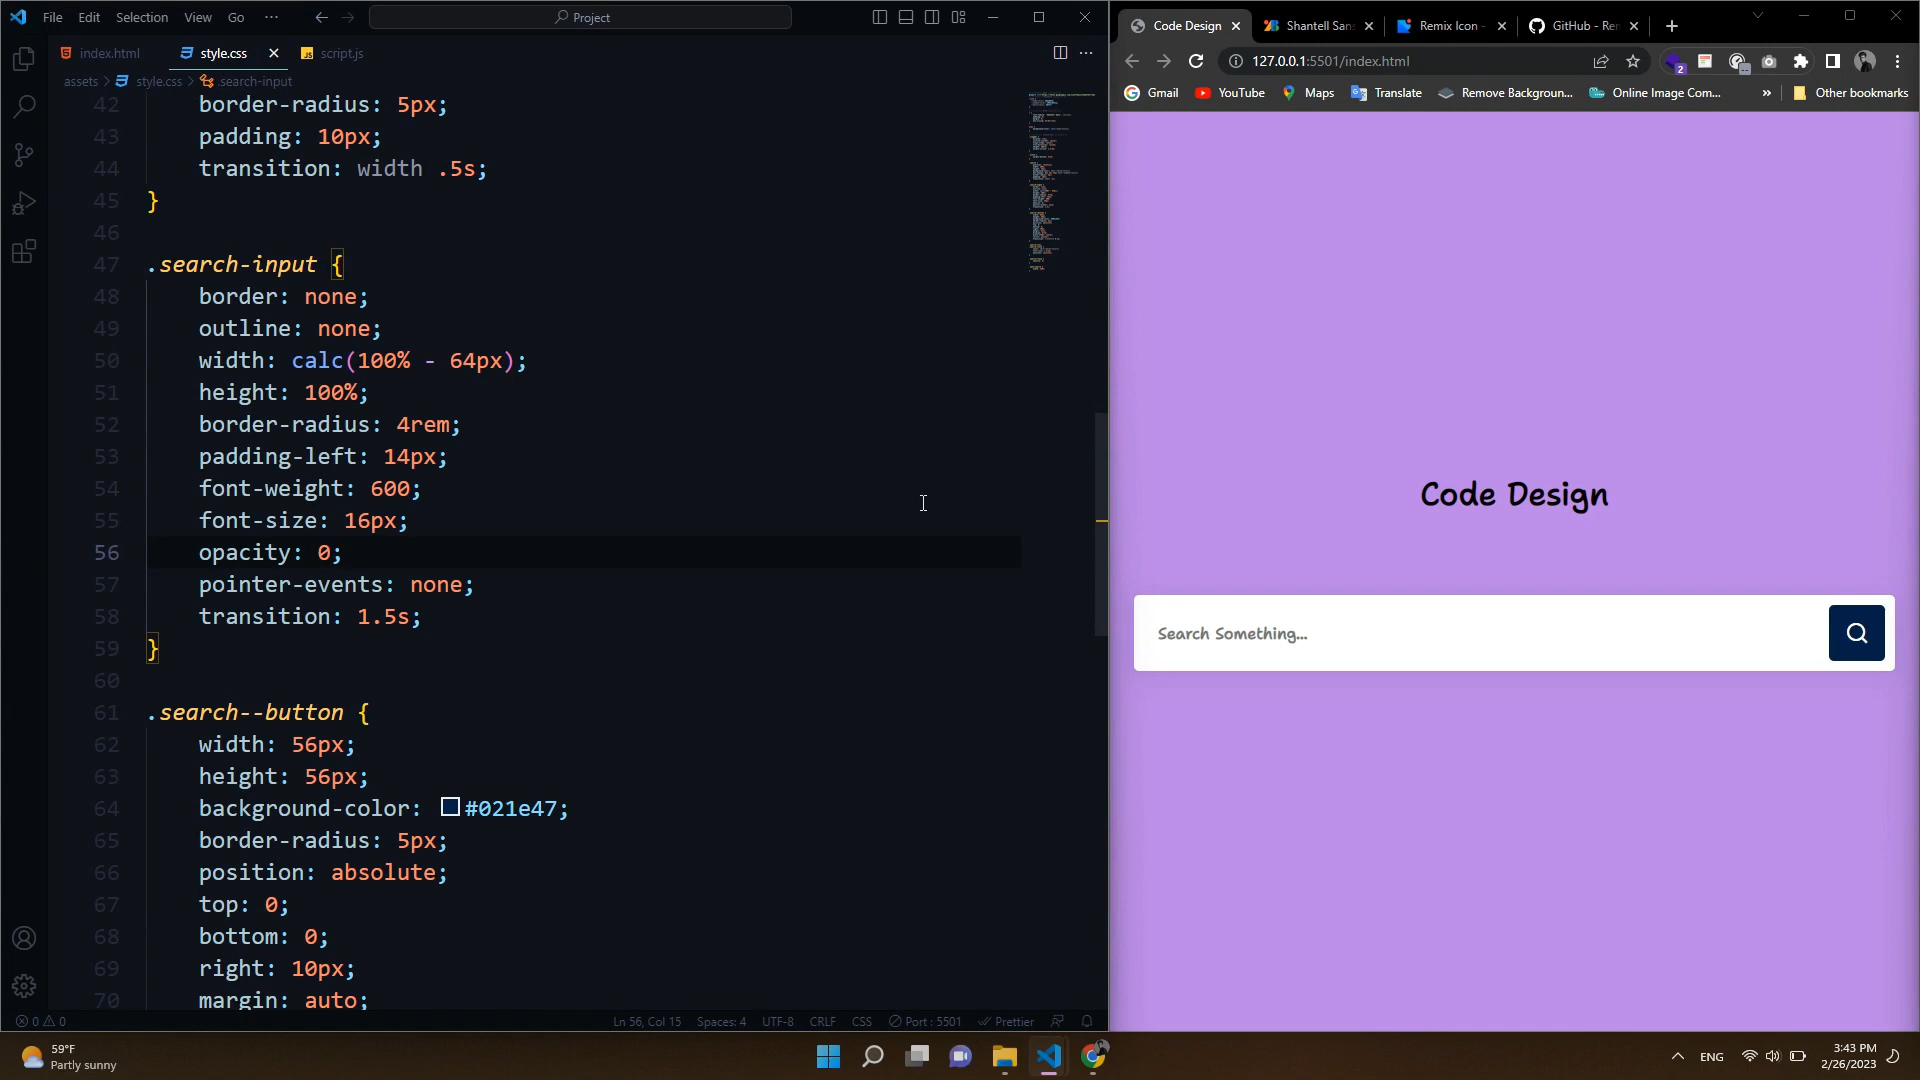 File Edit Selection View Go ... Project
index.html style.css script.js
assets > style.css > .search-input
42 border-radius: 5px;
43 padding: 10px;
44 transition: width .5s;
45 }
46
47 .search-input {
48 border: none;
49 outline: none;
50 width: calc(100% - 64px);
51 height: 100%;
52 border-radius: 4rem;
53 padding-left: 14px;
54 font-weight: 600;
55 font-size: 16px;
56 opacity: 0;
57 pointer-events: none;
58 transition: 1.5s;
59 }
60
61 .search--button {
62 width: 56px;
63 height: 56px;
64 background-color: #021e47;
65 border-radius: 5px;
66 position: absolute;
67 top: 0;
68 bottom: 0;
69 right: 10px;
70 margin: auto;
0 0 Ln 56, Col 15 Spaces: 4 UTF-8 CRLF CSS Port : 5501 Prettier
Code Design Shantell Sans Remix Icon - GitHub - Rem
127.0.0.1:5501/index.html
2
Gmail YouTube Maps Translate Remove Backgroun... Online Image Com... » Other bookmarks
Code Design
Search Something...
59°F
Partly sunny
ENG
3:43 PM
2/26/2023